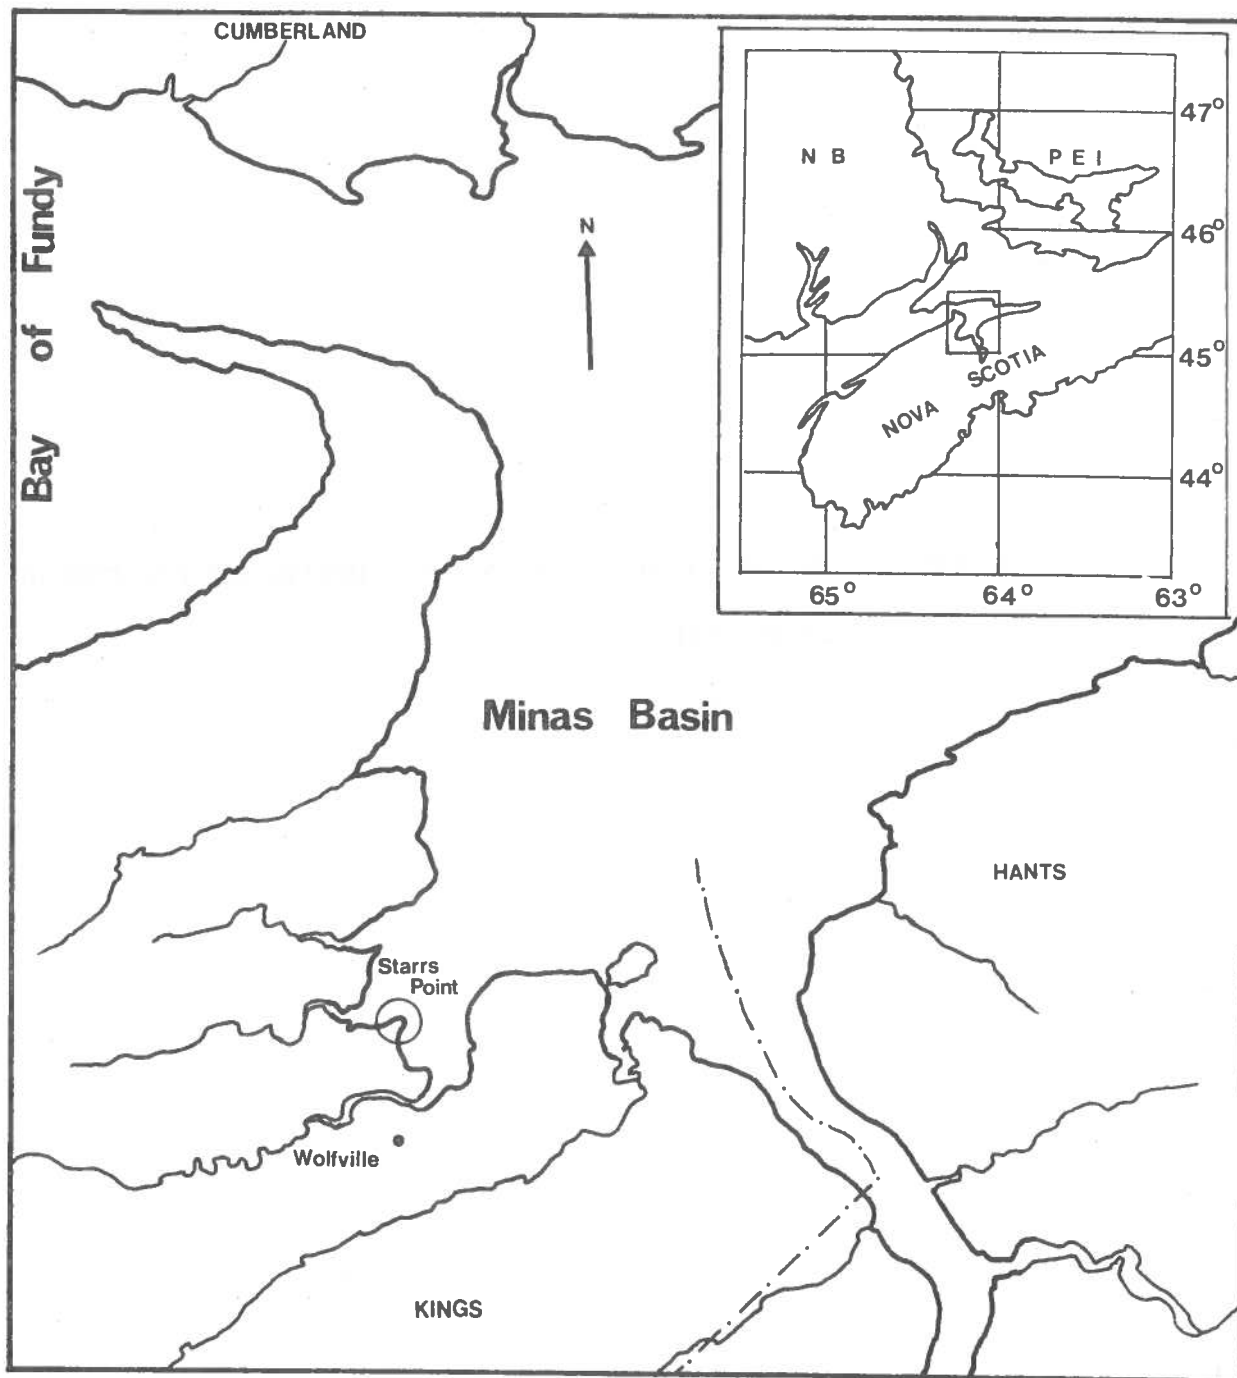 CUMBERLAND
Bay of Fundy
N
N B
P E I
NOVA SCOTIA
47°
46°
45°
44°
65°
64°
63°
Minas Basin
HANTS
Starrs
Point
Wolfville
KINGS